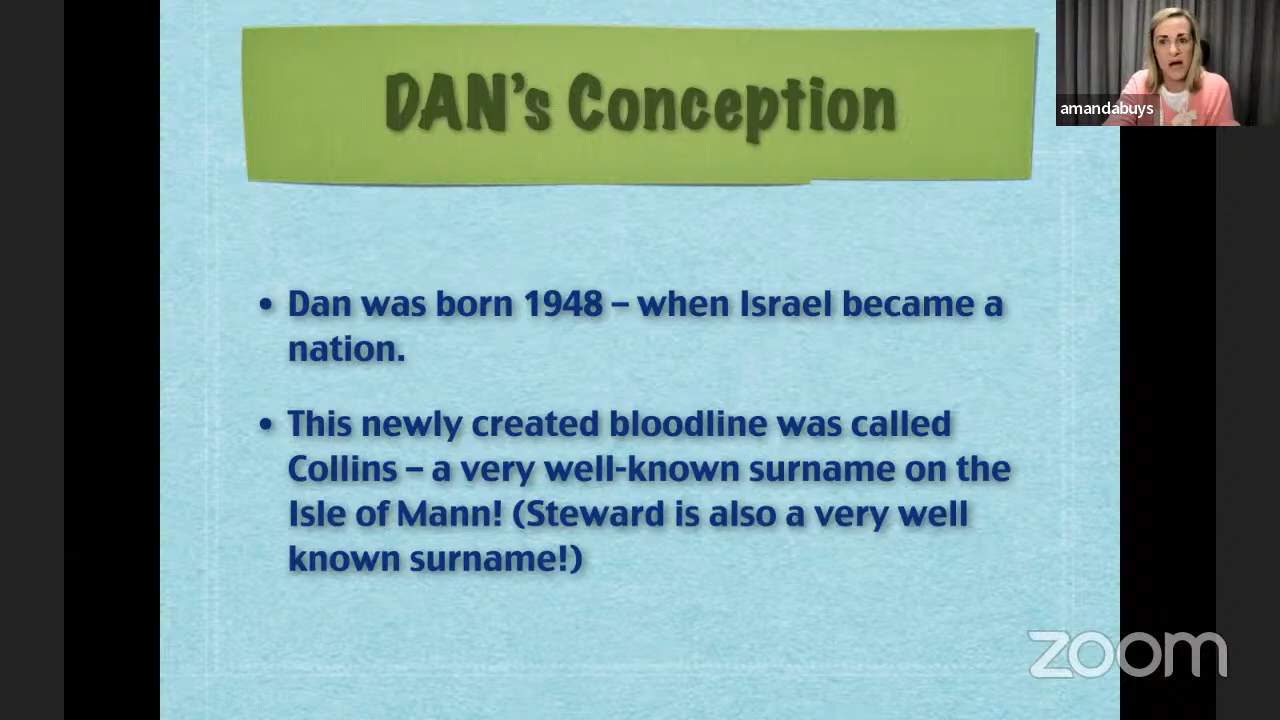 DAN's Conception
amandabuys
• Dan was born 1948 – when Israel became a
nation.
• This newly created bloodline was called
Collins – a very well-known surname on the
Isle of Mann! (Steward is also a very well
known surname!)
zoom